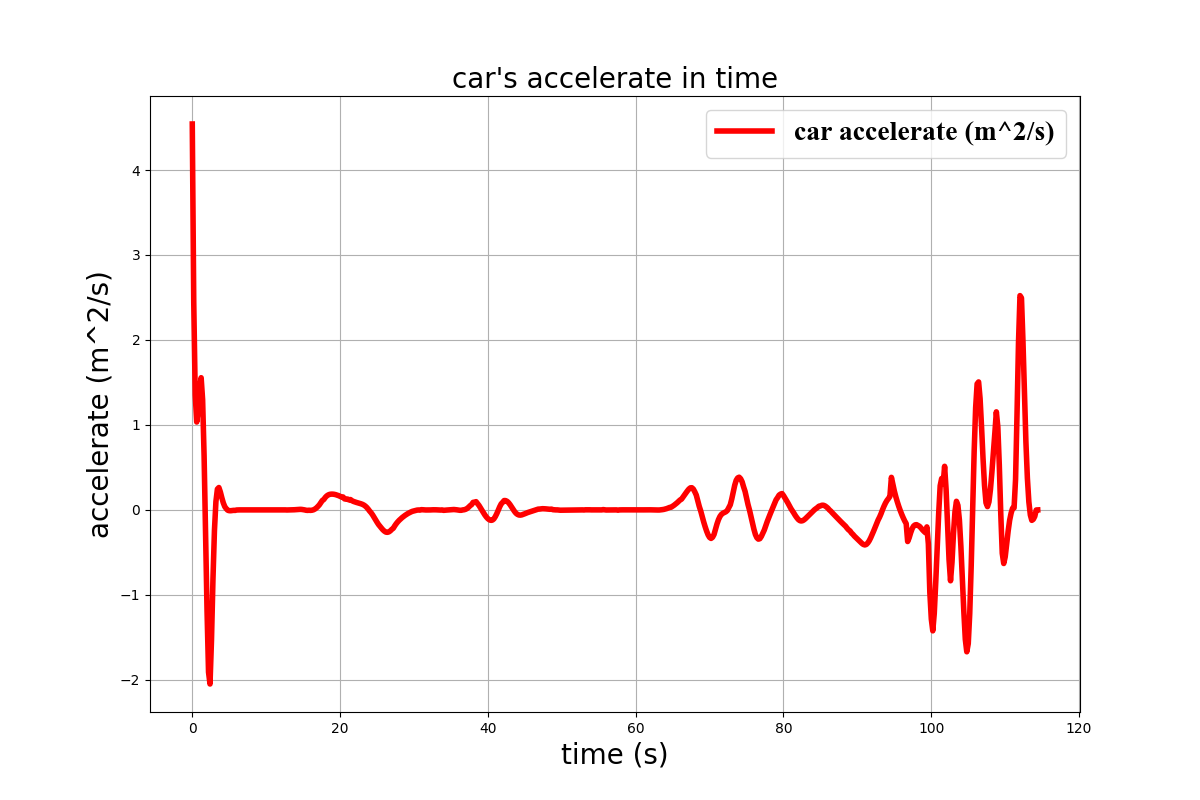 car's accelerate in time
car accelerate (m^2/s)
accelerate (m^2/s)
4
3
2
1
0
−1
−2
0 20 40 60 80 100 120
time (s)